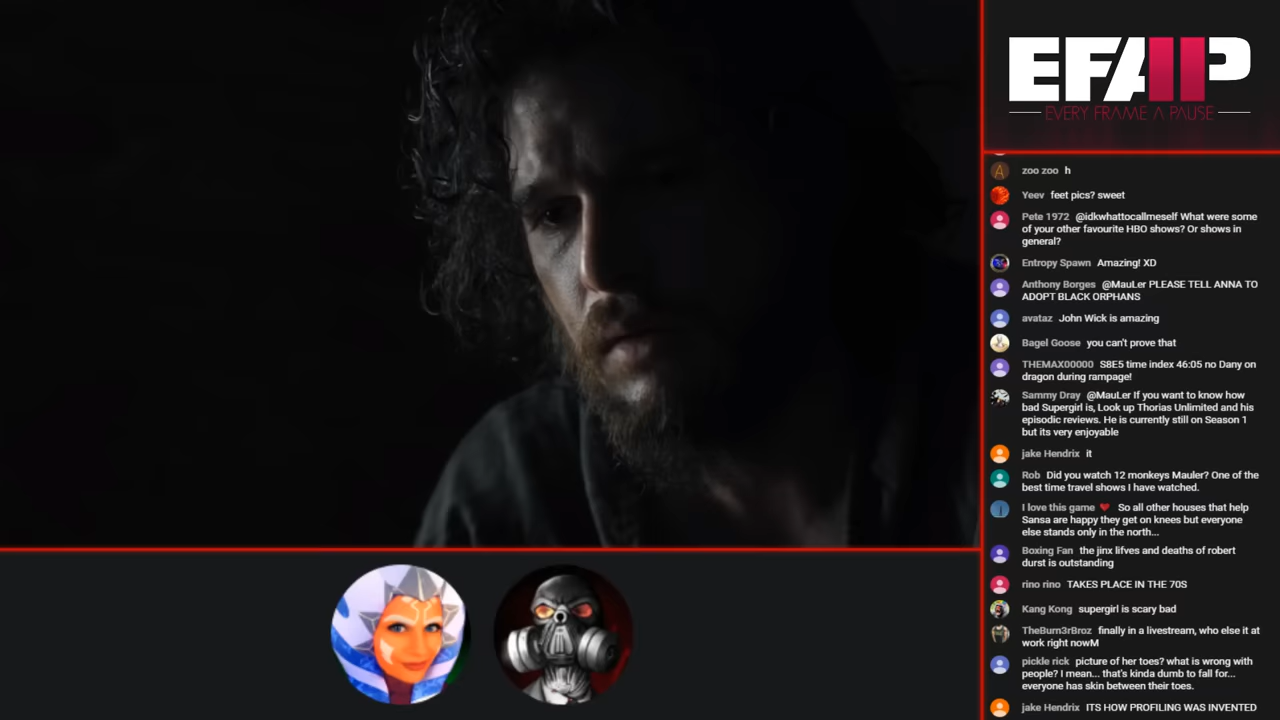 EFAP
EVERY FRAME A PAUSE
zoo zoo h
Yeev feet pics? sweet
Pete 1972 @idkwhattocallmeself What were some
of your other favourite HBO shows? Or shows in
general?
Entropy Spawn Amazing! XD
Anthony Borges @MauLer PLEASE TELL ANNA TO
ADOPT BLACK ORPHANS
avataz John Wick is amazing
Bagel Goose you can't prove that
THEMAX00000 S8E5 time index 46:05 no Dany on
dragon during rampage!
Sammy Dray @MauLer If you want to know how
bad Supergirl is, Look up Thorias Unlimited and his
episodic reviews. He is currently still on Season 1
but its very enjoyable
jake Hendrix it
Rob Did you watch 12 monkeys Mauler? One of the
best time travel shows I have watched.
I love this game ♥ So all other houses that help
Sansa are happy they get on knees but everyone
else stands only in the north...
Boxing Fan the jinx lifves and deaths of robert
durst is outstanding
rino rino TAKES PLACE IN THE 70S
Kang Kong supergirl is scary bad
TheBurn3rBroz finally in a livestream, who else it at
work right nowM
pickle rick picture of her toes? what is wrong with
people? I mean... that's kinda dumb to fall for...
everyone has skin between their toes.
jake Hendrix ITS HOW PROFILING WAS INVENTED